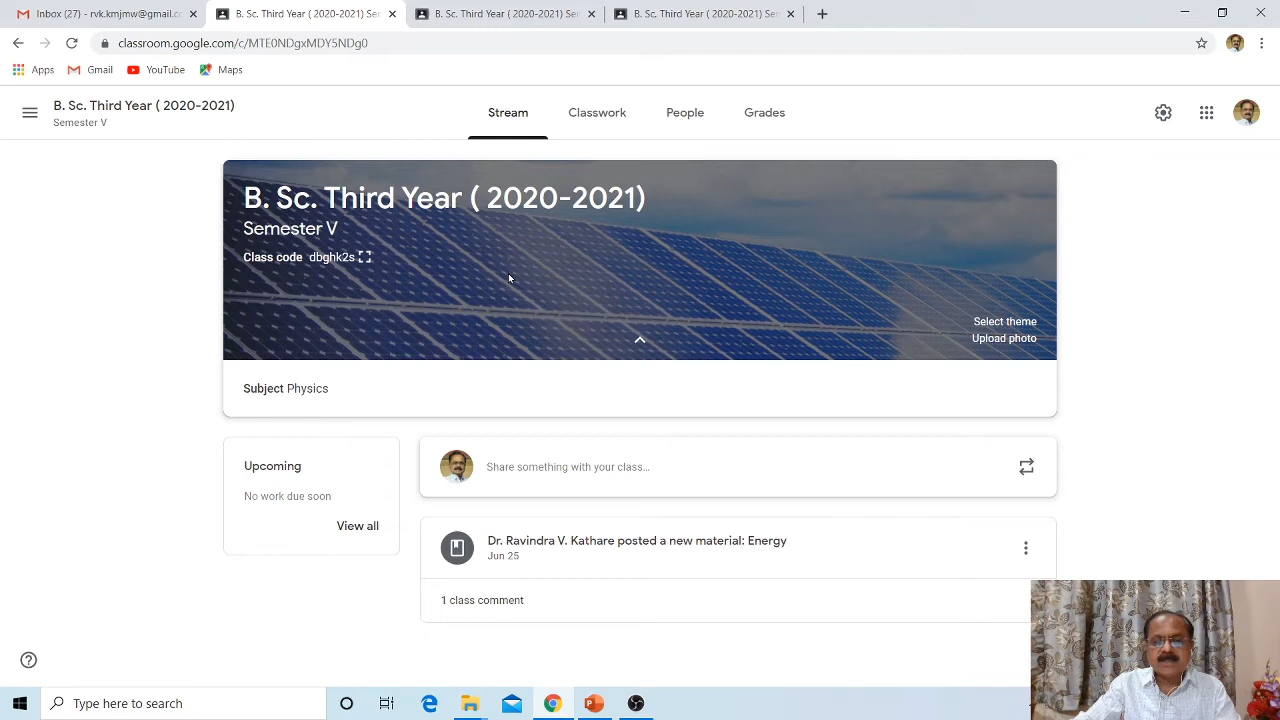 Inbox (27) - rvk.kmjmw@gmail.c
B. Sc. Third Year (2020-2021) Se
B. Sc. Third Year (2020-2021) Ser
B. Sc. Third Year (2020-2021) Se
classroom.google.com/c/MTE0NDgxMDY5NDg0
Apps
Gmail
YouTube
Maps
B. Sc. Third Year ( 2020-2021)
Semester V
Stream
Classwork
People
Grades
B. Sc. Third Year ( 2020-2021)
Semester V
Class code dbghk2s
Select theme
Upload photo
Subject Physics
Upcoming
No work due soon
View all
Share something with your class...
Dr. Ravindra V. Kathare posted a new material: Energy
Jun 25
1 class comment
Type here to search